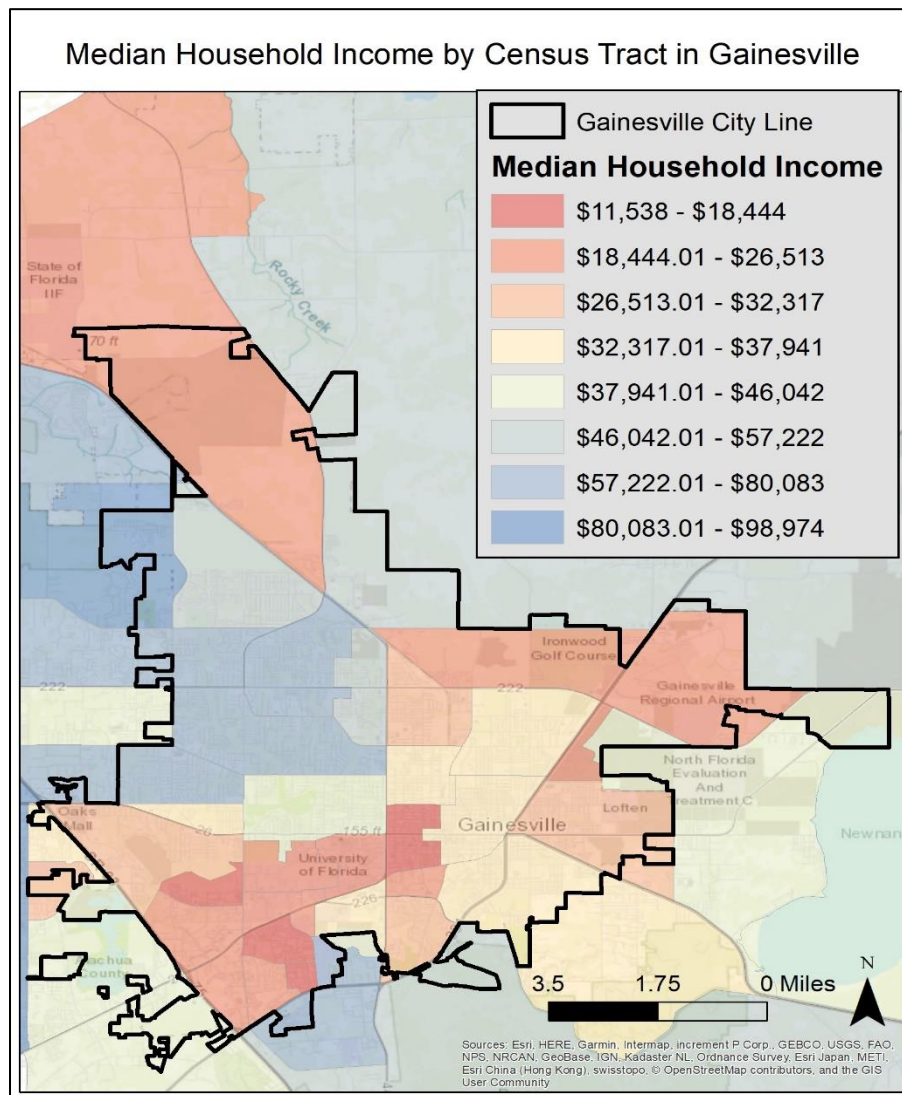 Median Household Income by Census Tract in Gainesville
Gainesville City Line
Median Household Income
$11,538 - $18,444
$18,444.01 - $26,513
$26,513.01 - $32,317
$32,317.01 - $37,941
$37,941.01 - $46,042
$46,042.01 - $57,222
$57,222.01 - $80,083
$80,083.01 - $98,974
State of
Florida
IIF
Rocky Creek
70 ft
Ironwood
Golf Course
222
222
Gainesville
Regional Airport
North Florida
Evaluation
And
Treatment C
Oaks
Mall
26
155 ft
Gainesville
Loften
Newnan
University
of Florida
226
achua
County
N
3.5 1.75 0 Miles
Sources: Esri, HERE, Garmin, Intermap, increment P Corp., GEBCO, USGS, FAO,
NPS, NRCAN, GeoBase, IGN, Kadaster NL, Ordnance Survey, Esri Japan, METI,
Esri China (Hong Kong), swisstopo, © OpenStreetMap contributors, and the GIS
User Community